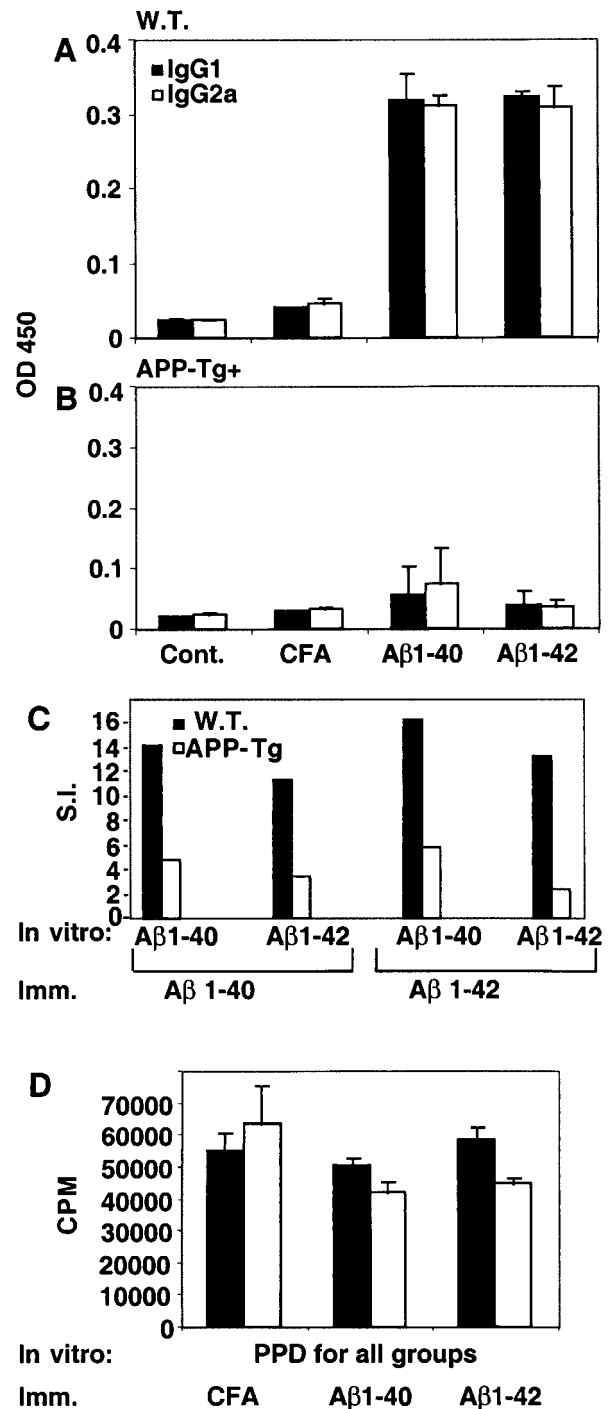 W.T.
A
0.4
IgG1
IgG2a
0.3
0.2
0.1
0
OD 450
APP-Tg+
B
0.4
0.3
0.2
0.1
0
Cont. CFA Aβ1-40 Aβ1-42
C
W.T.
APP-Tg
16
14
12
10
8
6
4
2
0
S.I.
In vitro: Aβ1-40 Aβ1-42 Aβ1-40 Aβ1-42
Imm. Aβ 1-40 Aβ 1-42
D
70000
60000
50000
40000
30000
20000
10000
0
CPM
In vitro: PPD for all groups
Imm. CFA Aβ1-40 Aβ1-42